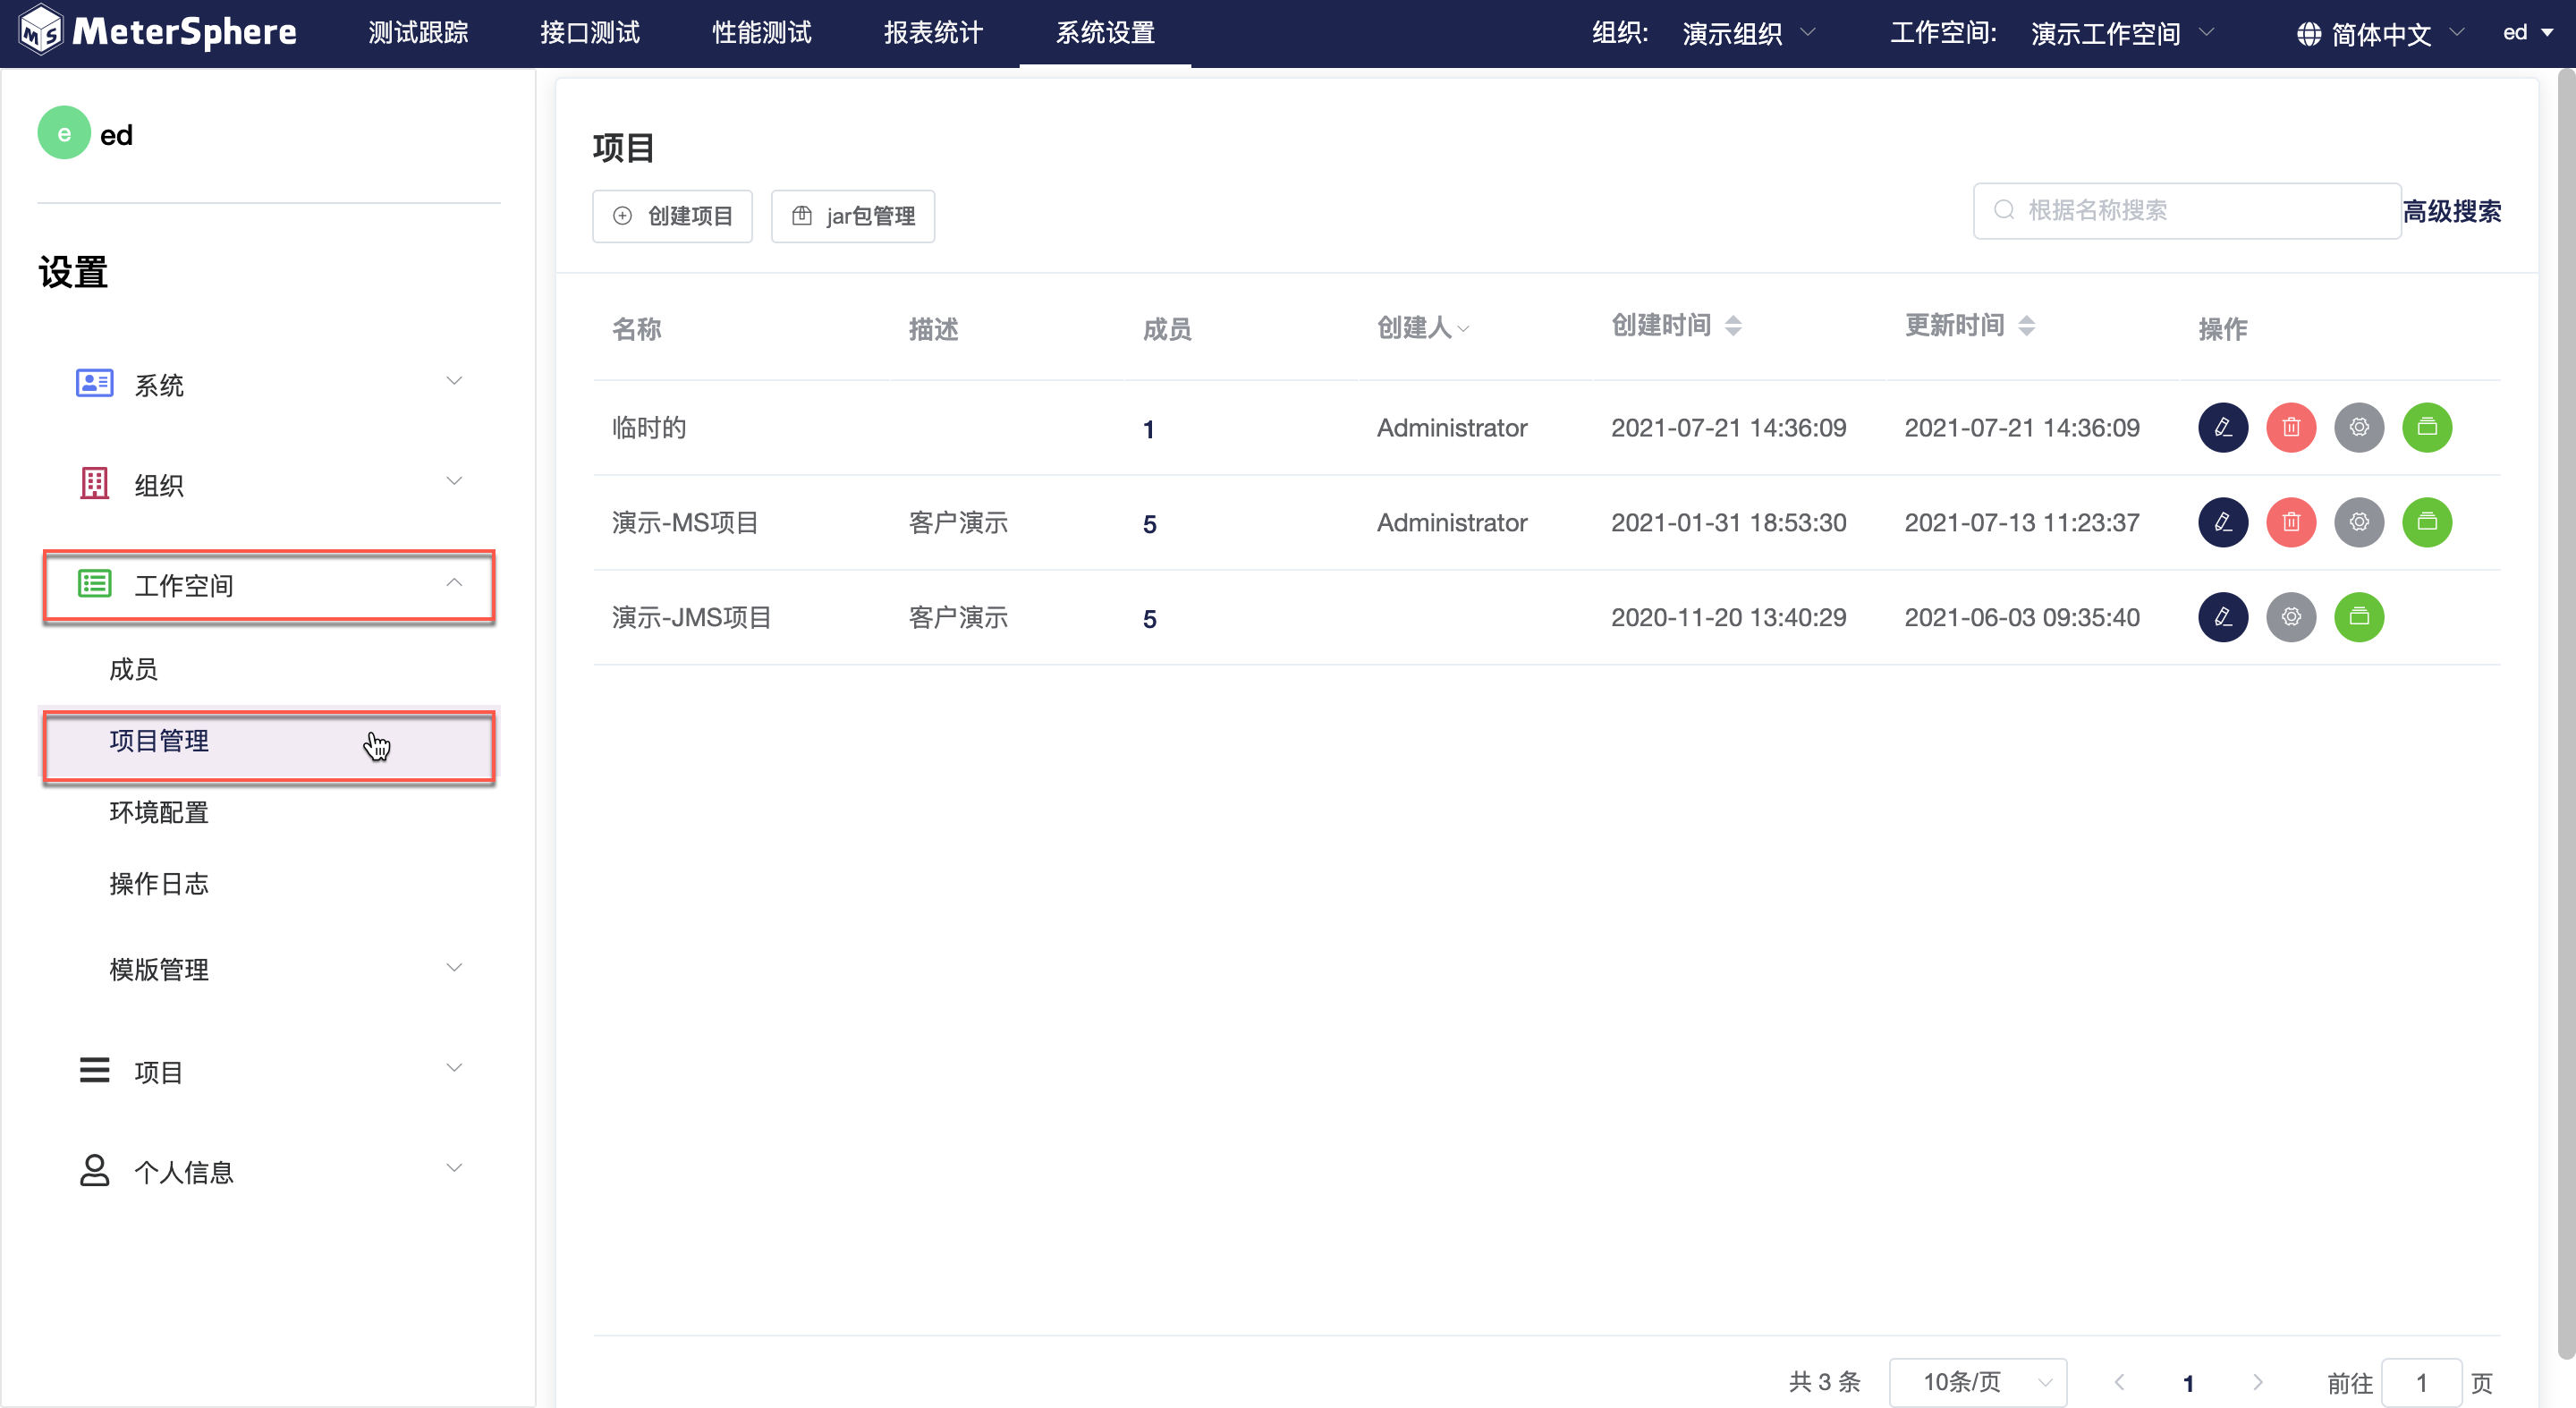 MS MeterSphere 测试跟踪 接口测试 性能测试 报表统计 系统设置 组织: 演示组织 工作空间: 演示工作空间 简体中文 ed
e ed
设置
系统
组织
工作空间
成员
项目管理
环境配置
操作日志
模版管理
项目
个人信息
项目
创建项目 jar包管理 根据名称搜索 高级搜索
名称 描述 成员 创建人 创建时间 更新时间 操作
临时的 1 Administrator 2021-07-21 14:36:09 2021-07-21 14:36:09
演示-MS项目 客户演示 5 Administrator 2021-01-31 18:53:30 2021-07-13 11:23:37
演示-JMS项目 客户演示 5 2020-11-20 13:40:29 2021-06-03 09:35:40
共 3 条 10条/页 1 前往 1 页